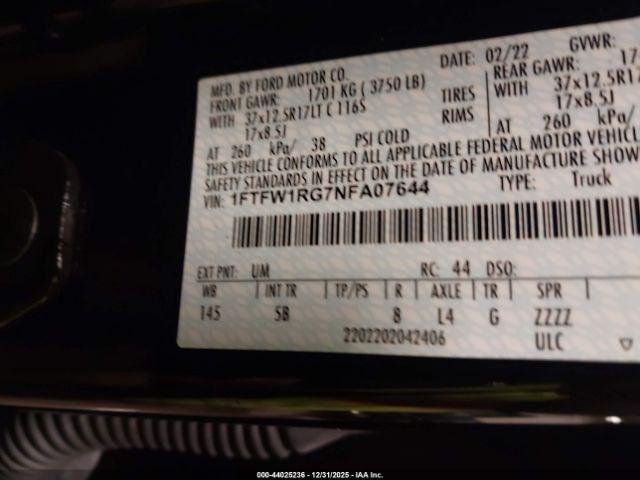 DATE: 02/22 GVWR:
MFD. BY FORD MOTOR CO.
FRONT GAWR: 1701 KG ( 3750 LB) REAR GAWR: 17
WITH 37x12.5R17LT C 116S TIRES WITH 37x12.5R17
17x8.5J RIMS 17x8.5J
AT 260 kPa/ 38 PSI COLD AT 260 kPa/
THIS VEHICLE CONFORMS TO ALL APPLICABLE FEDERAL MOTOR VEHICL
SAFETY STANDARDS IN EFFECT ON THE DATE OF MANUFACTURE SHOW
VIN: 1FTFW1RG7NFA07644 TYPE: Truck
EXT PNT: UM RC: 44 DSO:
WB INT TR TP/PS R AXLE TR SPR
145 5B 8 L4 G ZZZZ
2202202042406 ULC
000-44025236 - 12/31/2025 - IAA Inc.